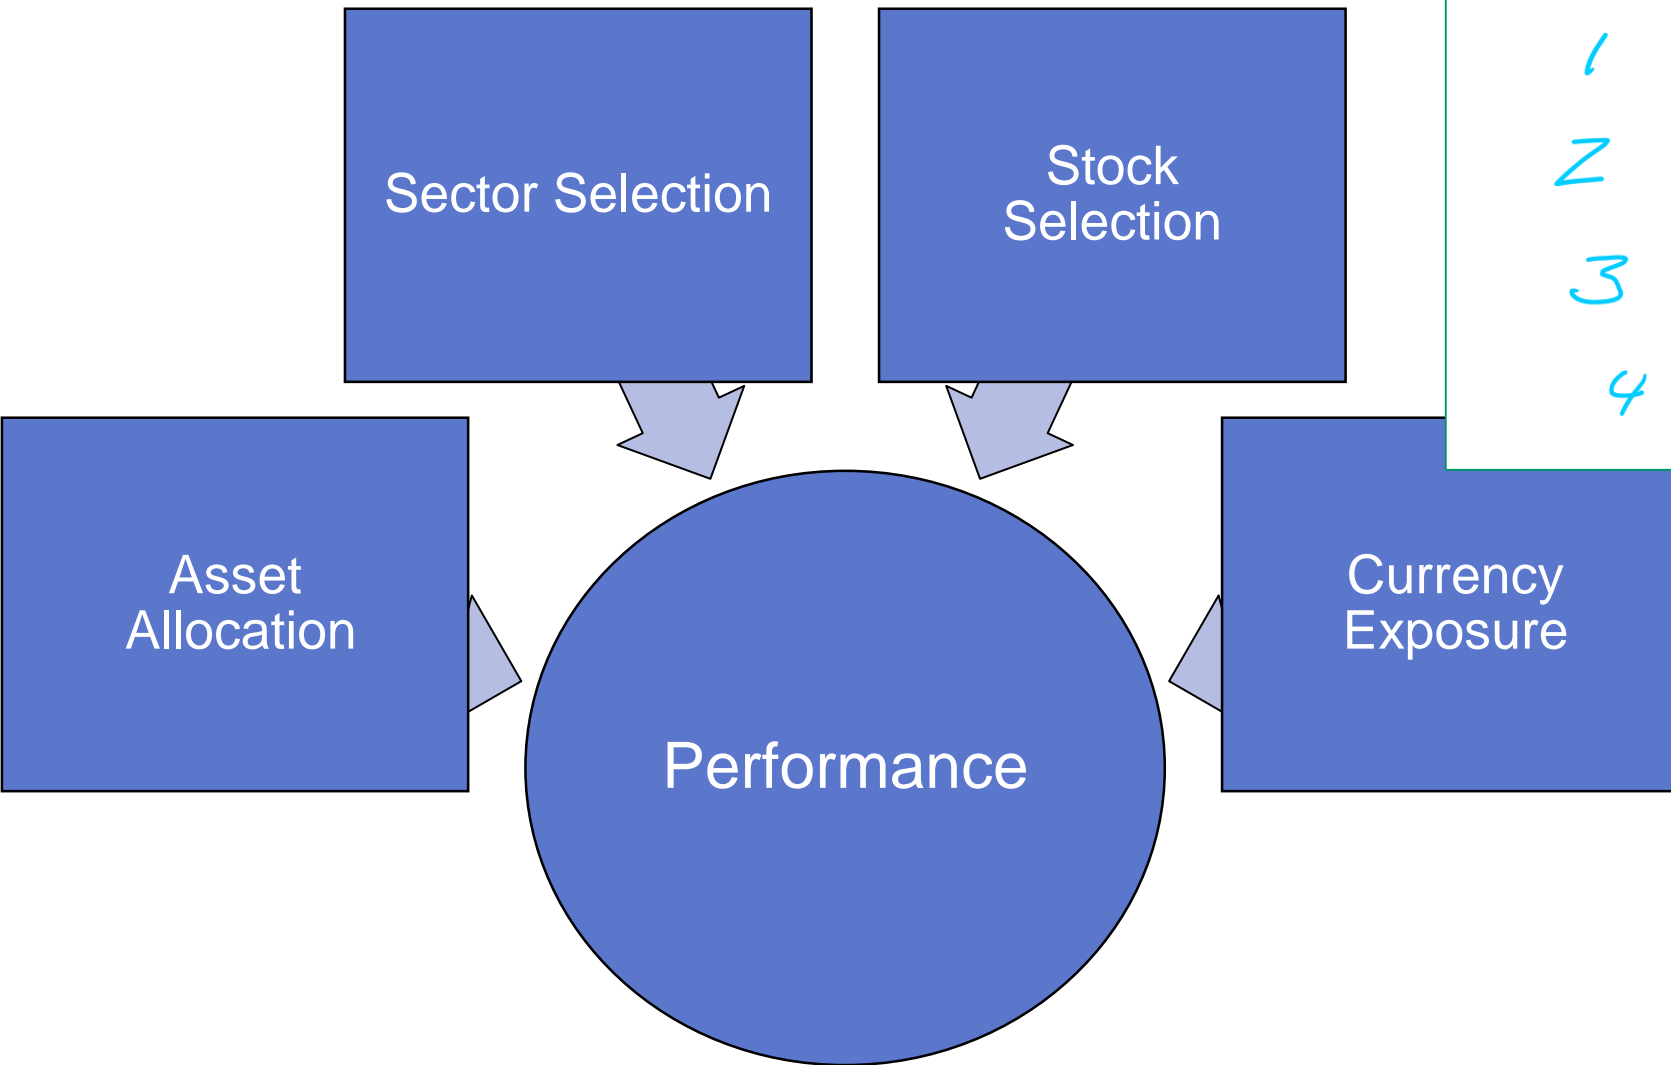 Sector Selection
Stock
Selection
1
2
3
4
Asset
Allocation
Currency
Exposure
Performance